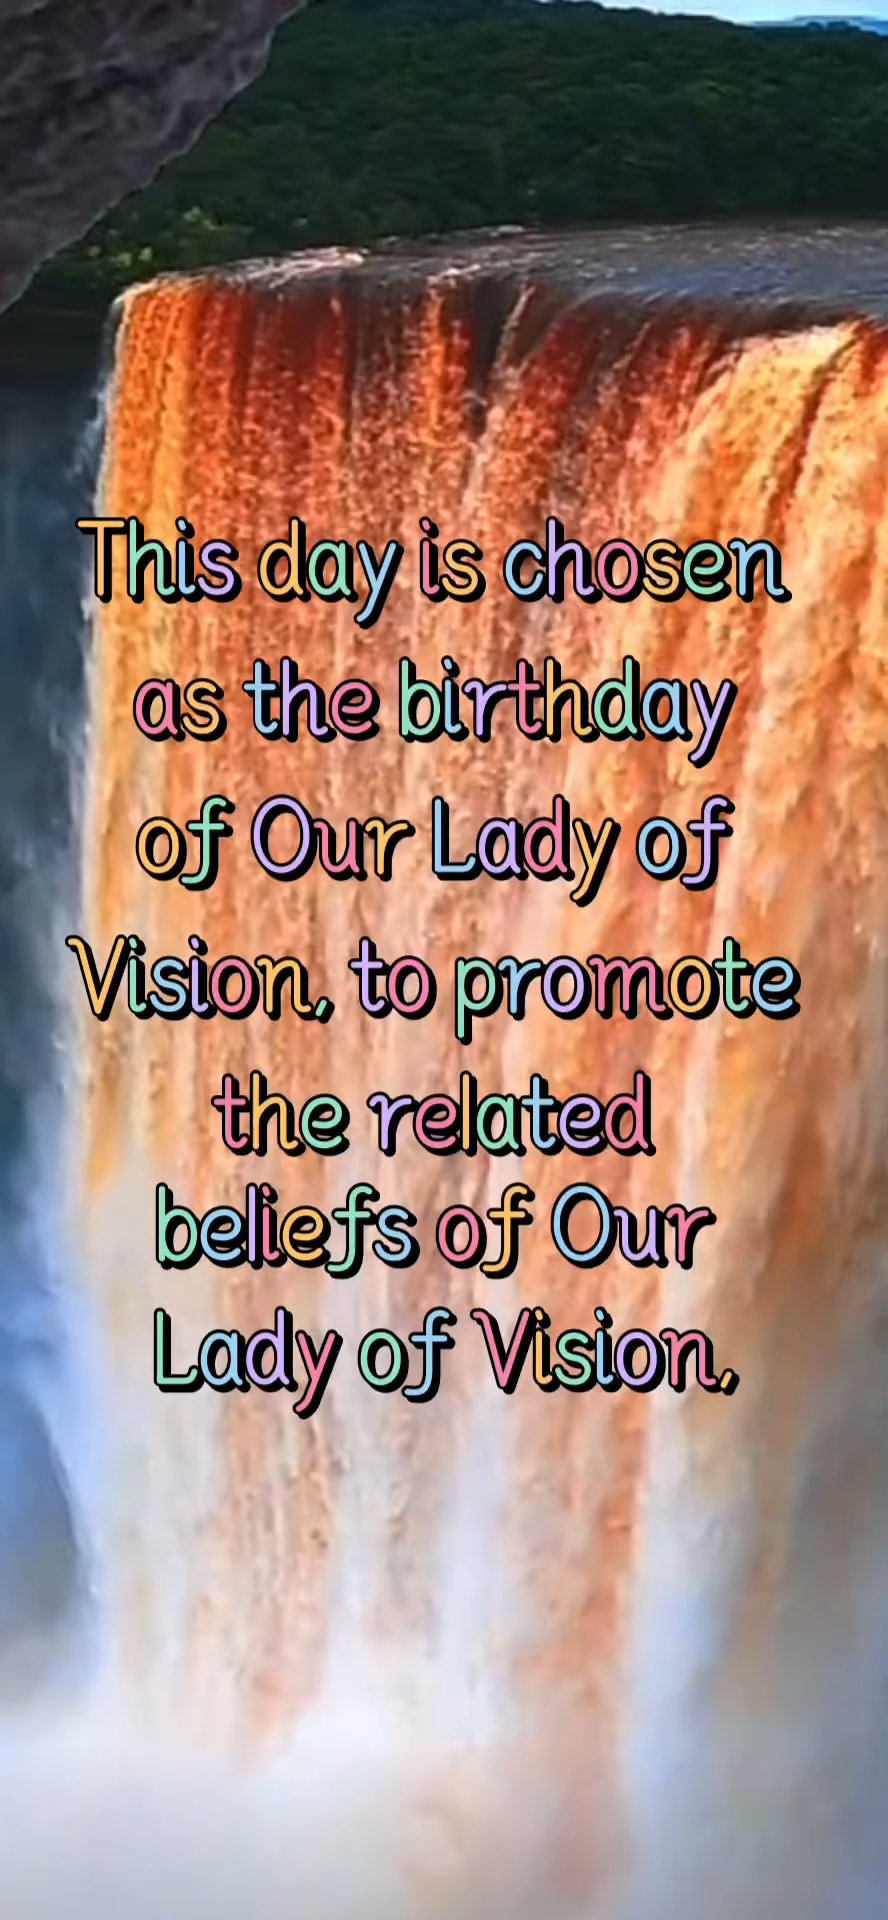 This day is chosen
as the birthday
of Our Lady of
Vision, to promote
the related
beliefs of Our
Lady of Vision,